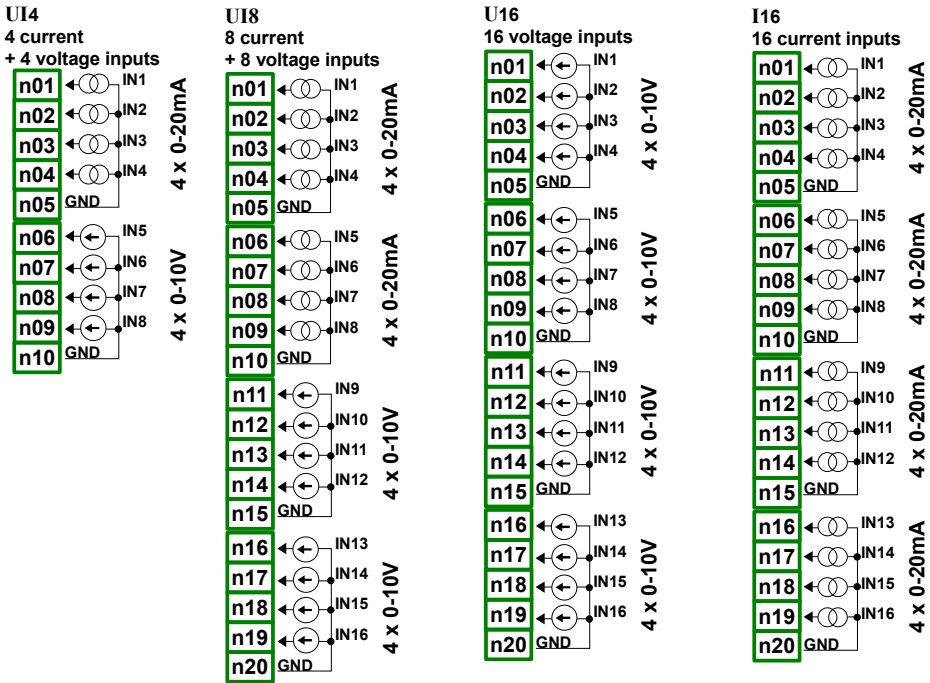 UI4
4 current
+ 4 voltage inputs
n01 IN1
n02 IN2
n03 IN3
n04 IN4
n05 GND
4 x 0-20mA
n06 IN5
n07 IN6
n08 IN7
n09 IN8
n10 GND
4 x 0-10V
UI8
8 current
+ 8 voltage inputs
n01 IN1
n02 IN2
n03 IN3
n04 IN4
n05 GND
4 x 0-20mA
n06 IN5
n07 IN6
n08 IN7
n09 IN8
n10 GND
4 x 0-20mA
n11 IN9
n12 IN10
n13 IN11
n14 IN12
n15 GND
4 x 0-10V
n16 IN13
n17 IN14
n18 IN15
n19 IN16
n20 GND
4 x 0-10V
U16
16 voltage inputs
n01 IN1
n02 IN2
n03 IN3
n04 IN4
n05 GND
4 x 0-10V
n06 IN5
n07 IN6
n08 IN7
n09 IN8
n10 GND
4 x 0-10V
n11 IN9
n12 IN10
n13 IN11
n14 IN12
n15 GND
4 x 0-10V
n16 IN13
n17 IN14
n18 IN15
n19 IN16
n20 GND
4 x 0-10V
I16
16 current inputs
n01 IN1
n02 IN2
n03 IN3
n04 IN4
n05 GND
4 x 0-20mA
n06 IN5
n07 IN6
n08 IN7
n09 IN8
n10 GND
4 x 0-20mA
n11 IN9
n12 IN10
n13 IN11
n14 IN12
n15 GND
4 x 0-20mA
n16 IN13
n17 IN14
n18 IN15
n19 IN16
n20 GND
4 x 0-20mA